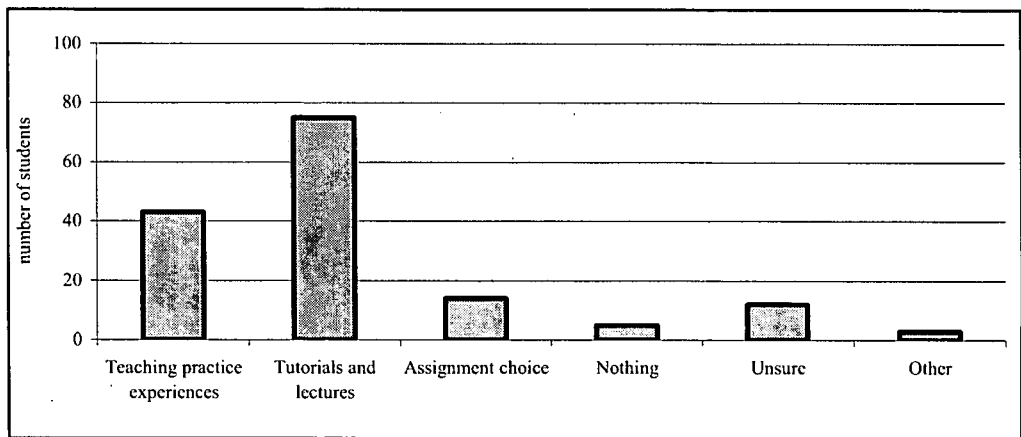 100
80
60
40
20
0
number of students
Teaching practice
experiences
Tutorials and
lectures
Assignment choice
Nothing
Unsure
Other